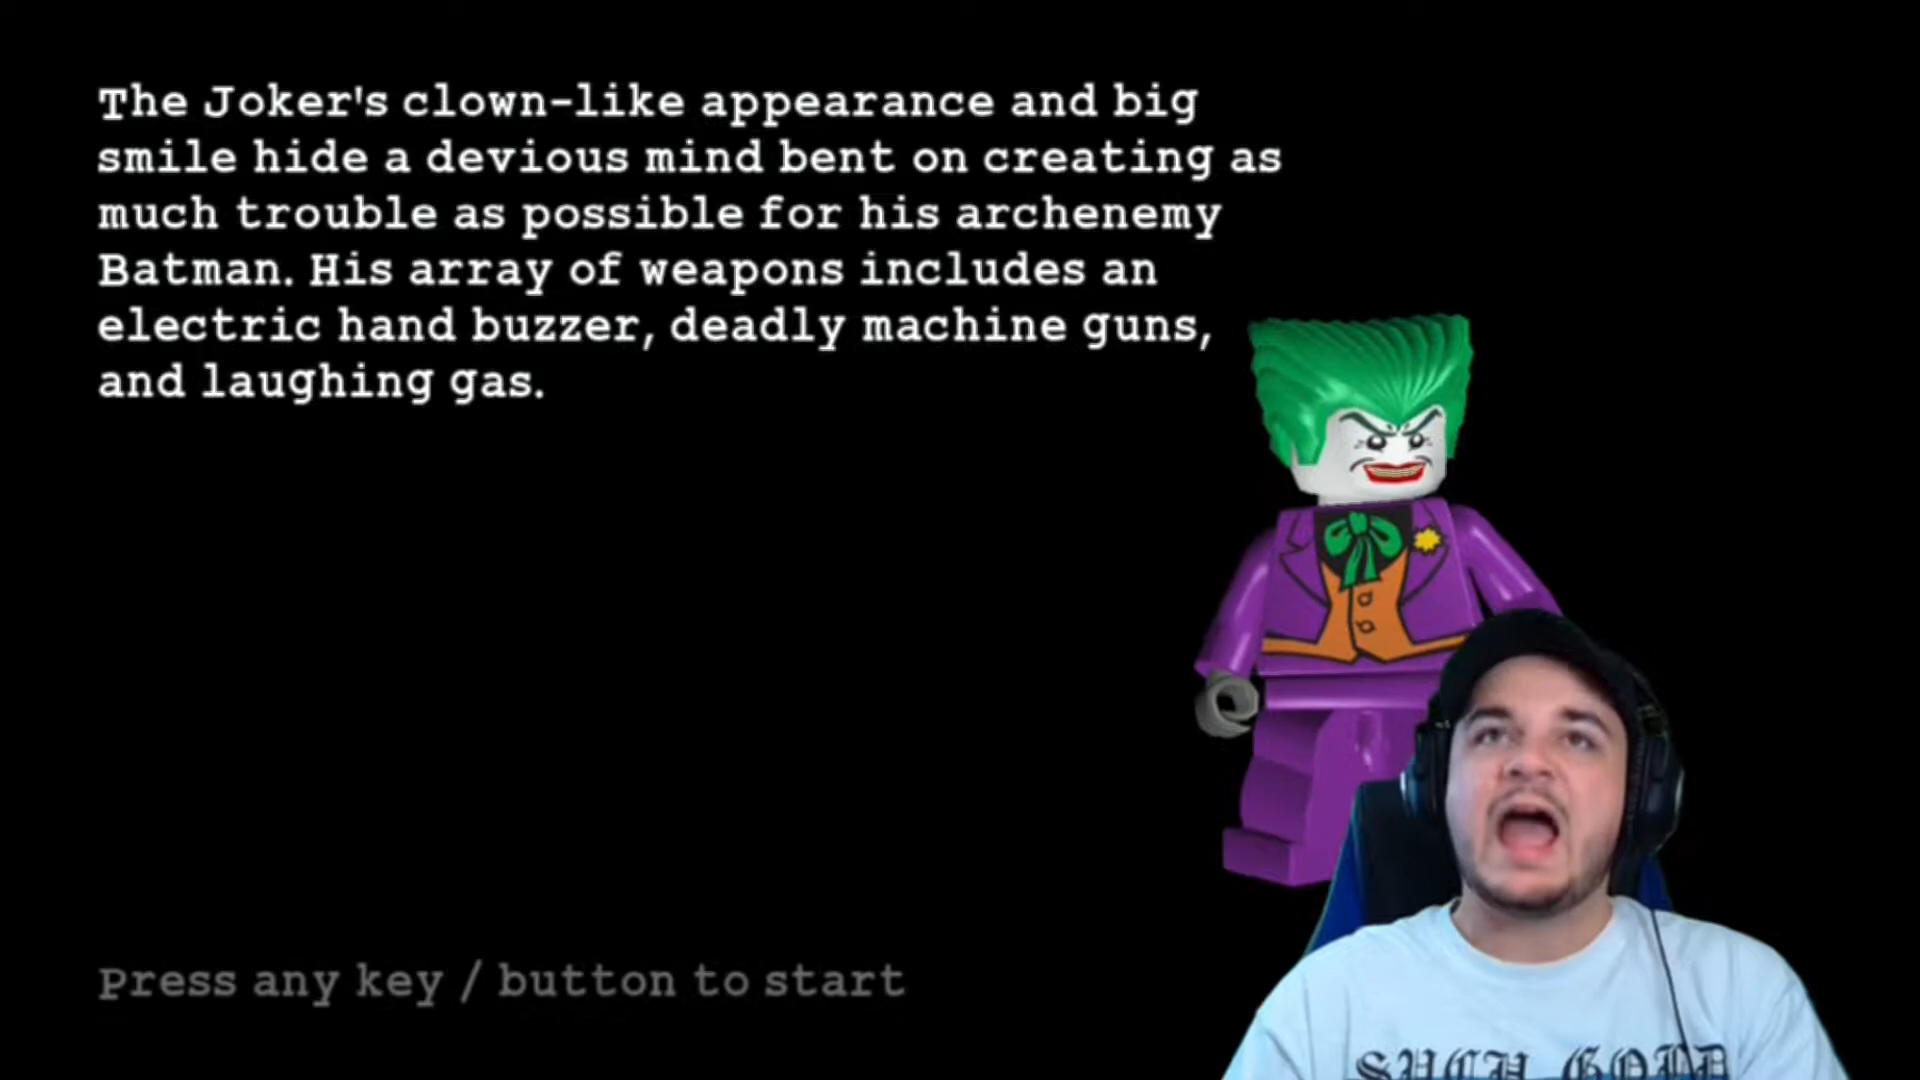 The Joker's clown-like appearance and big
smile hide a devious mind bent on creating as
much trouble as possible for his archenemy
Batman. His array of weapons includes an
electric hand buzzer, deadly machine guns,
and laughing gas.
Press any key / button to start
SUCH GOLD